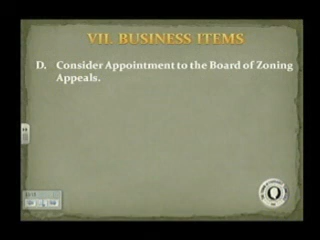 VII. BUSINESS ITEMS
D. Consider Appointment to the Board of Zoning
Appeals.